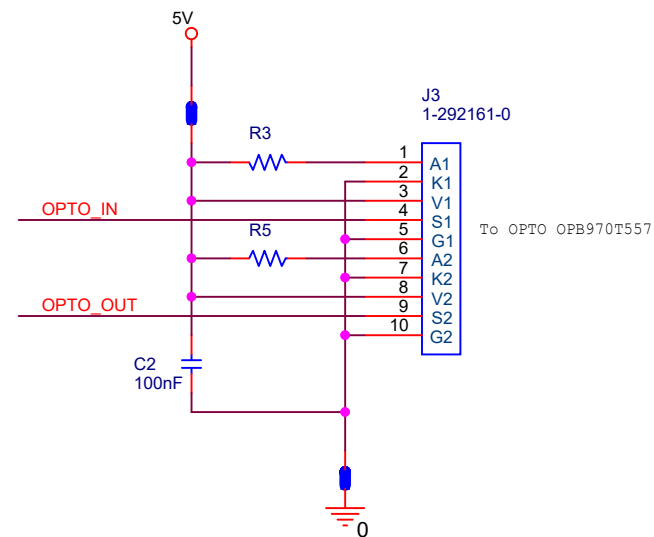 5V
J3
1-292161-0
R3
1 A1
2 K1
3 V1
OPTO_IN
4 S1
To OPTO OPB970T557
5 G1
R5
6 A2
7 K2
8 V2
OPTO_OUT
9 S2
10 G2
C2
100nF
0